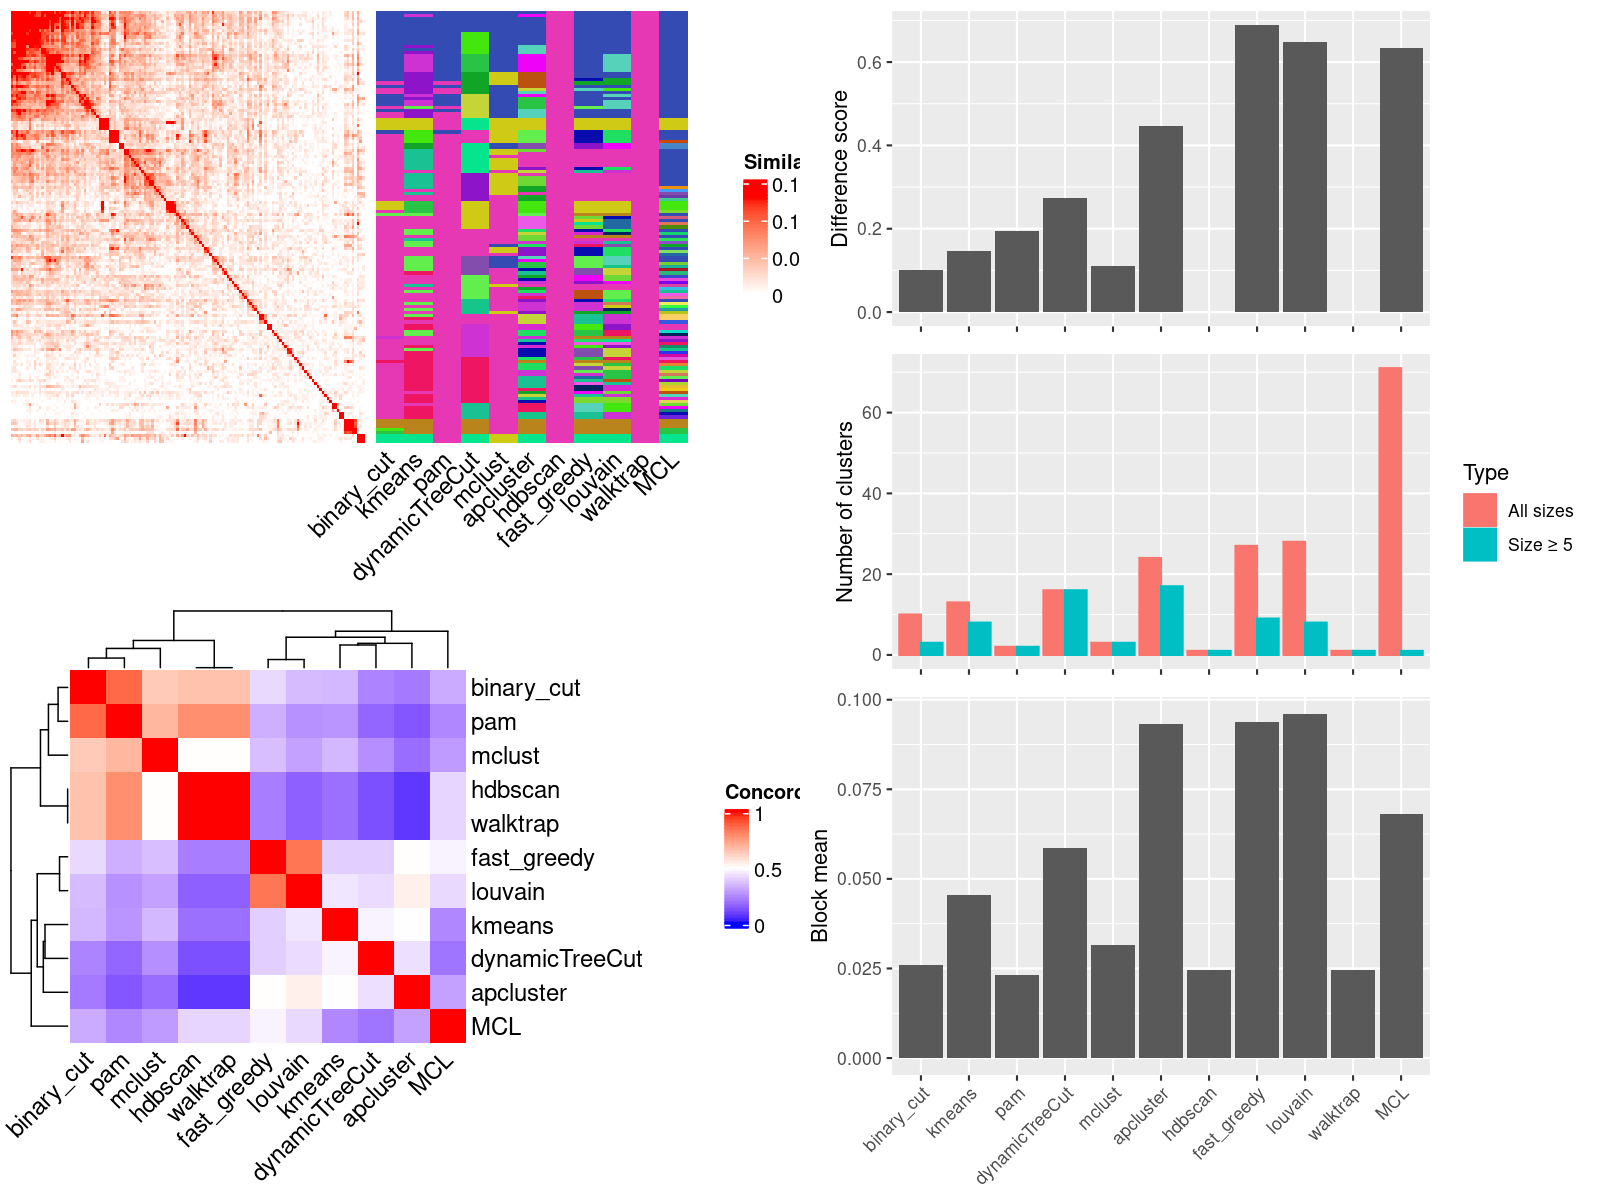 Simila
0.1
0.1
0.0
0
binary_cut
kmeans
pam
dynamicTreeCut
mclust
apcluster
hdbscan
fast_greedy
louvain
walktrap
MCL
binary_cut
pam
mclust
hdbscan
walktrap
fast_greedy
louvain
kmeans
dynamicTreeCut
apcluster
MCL
binary_cut
pam
mclust
hdbscan
walktrap
fast_greedy
louvain
kmeans
dynamicTreeCut
apcluster
MCL
Concord
1
0.5
0
Difference score
0.6
0.4
0.2
0.0
Number of clusters
60
40
20
0
Type
All sizes
Size ≥ 5
Block mean
0.100
0.075
0.050
0.025
0.000
binary_cut
kmeans
pam
dynamicTreeCut
mclust
apcluster
hdbscan
fast_greedy
louvain
walktrap
MCL